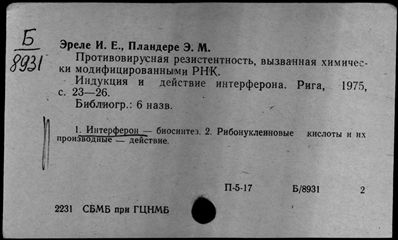 Б
8931
Эреле И. Е., Пландере Э. М.
Противовирусная резистентность, вызванная химичес-
ки модифицированными РНК.
Индукция и действие интерферона. Рига, 1975,
с. 23—26.
Библиогр.: 6 назв.
1. Интерферон — биосинтез. 2. Рибонуклеиновые кислоты и их
производные — действие.
П-5-17 Б/8931 2
2231 СБМБ при ГЦНМБ